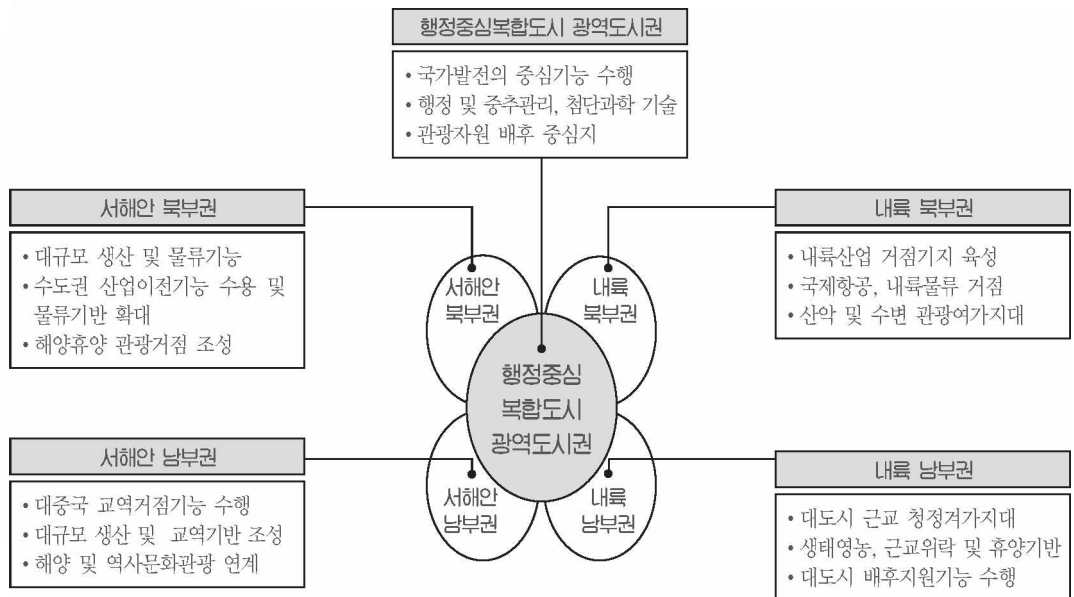 행정중심복합도시 광역도시권
• 국가발전의 중심기능 수행
• 행정 및 중추관리, 첨단과학 기술
• 관광자원 배후 중심지
서해안 북부권
• 대규모 생산 및 물류기능
• 수도권 산업이전기능 수용 및
물류기반 확대
• 해양휴양 관광거점 조성
내륙 북부권
• 내륙산업 거점기지 육성
• 국제항공, 내륙물류 거점
• 산악 및 수변 관광여가지대
서해안
북부권
내륙
북부권
행정중심
복합도시
광역도시권
서해안
남부권
내륙
남부권
서해안 남부권
• 대중국 교역거점기능 수행
• 대규모 생산 및 교역기반 조성
• 해양 및 역사문화관광 연계
내륙 남부권
• 대도시 근교 청정겨가지대
• 생태영농, 근교위락 및 휴양기반
• 대도시 배후지원기능 수행